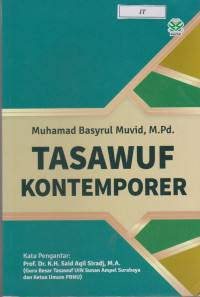 IT
Muhamad Basyrul Muvid, M.Pd.
TASAWUF
KONTEMPORER
Kata Pengantar:
Prof. Dr. K.H. Said Aqil Siradj, M.A.
(Guru Besar Tasawuf UIN Sunan Ampel Surabaya
dan Ketua Umum PBNU)